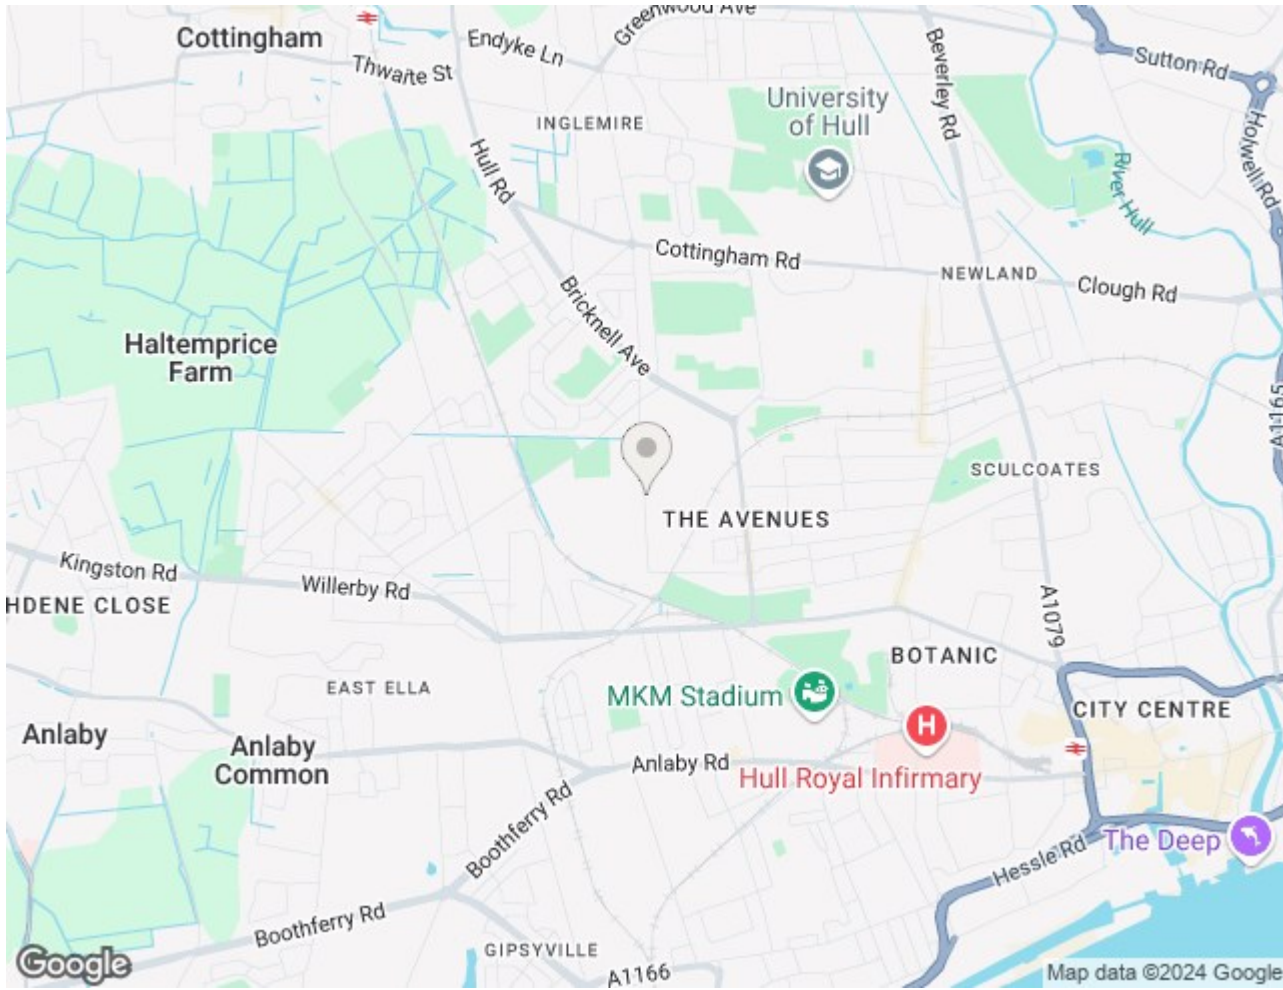 Greenwood Ave
Cottingham
Endyke Ln
Thwaite St
Beverley Rd
Sutton Rd
University
of Hull
INGLEMIRE
Holwell Rd
Hull Rd
River Hull
Cottingham Rd
NEWLAND
Clough Rd
Bricknell Ave
Haltemprice
Farm
A1165
SCULCOATES
THE AVENUES
Kingston Rd
Willerby Rd
HDENE CLOSE
A1079
BOTANIC
EAST ELLA
MKM Stadium
CITY CENTRE
Anlaby
Anlaby
Common
H
Anlaby Rd
Hull Royal Infirmary
Boothferry Rd
The Deep
Hessle Rd
Boothferry Rd
GIPSYVILLE
Google
A1166
Map data ©2024 Google